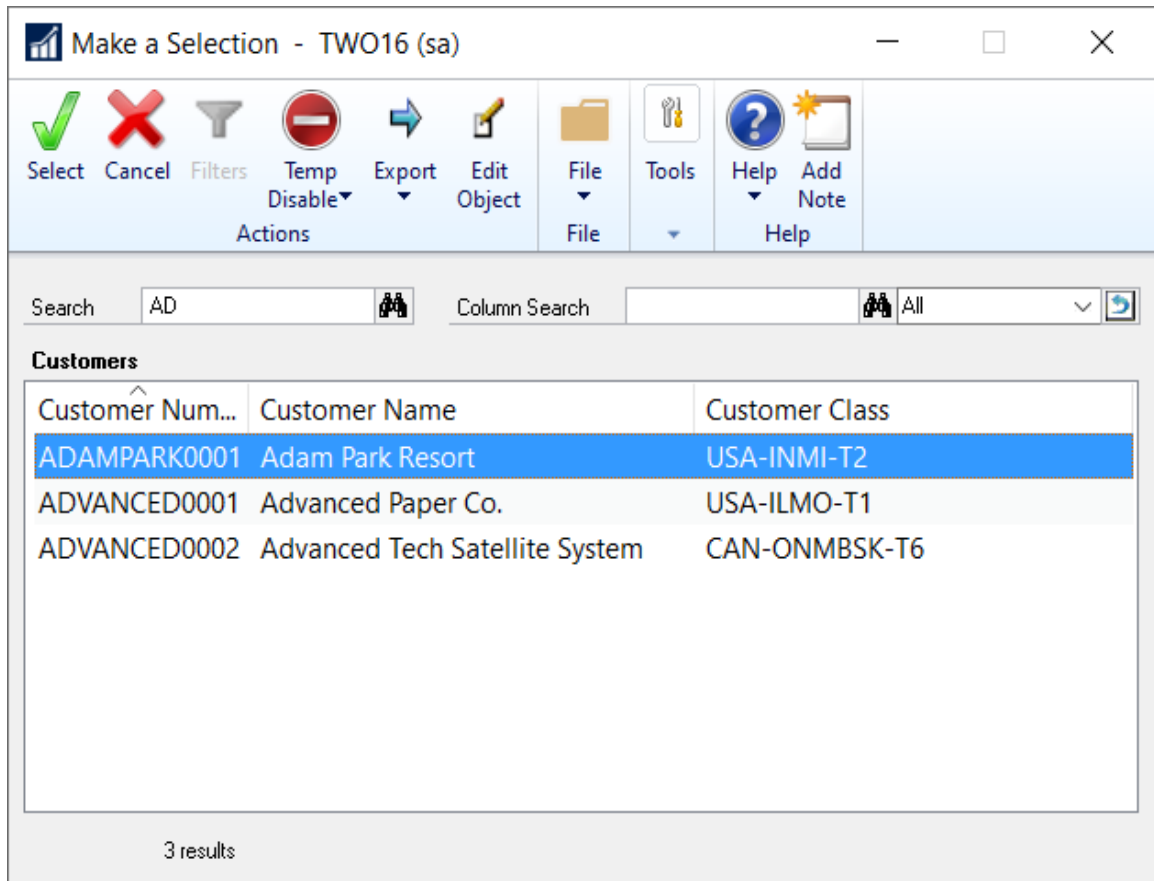 Make a Selection - TWO16 (sa)
Select Cancel Filters Temp Disable Export Edit Object File Tools Help Add Note
Actions File Help
Search AD Column Search All
Customers
Customer Num... Customer Name Customer Class
ADAMPARK0001 Adam Park Resort USA-INMI-T2
ADVANCED0001 Advanced Paper Co. USA-ILMO-T1
ADVANCED0002 Advanced Tech Satellite System CAN-ONMBSK-T6
3 results